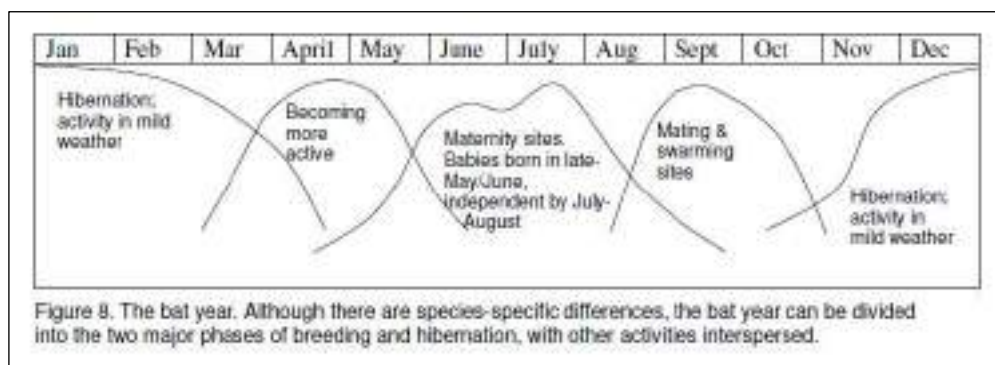 Jan Feb Mar April May June July Aug Sept Oct Nov Dec
Hibernation;
activity in mild
weather
Becoming
more
active
Maternity sites.
Babies born in late-
May/June,
independent by July-
August
Mating &
swarming
sites
Hibernation;
activity in
mild weather
Figure 8. The bat year. Although there are species-specific differences, the bat year can be divided
into the two major phases of breeding and hibernation, with other activities interspersed.